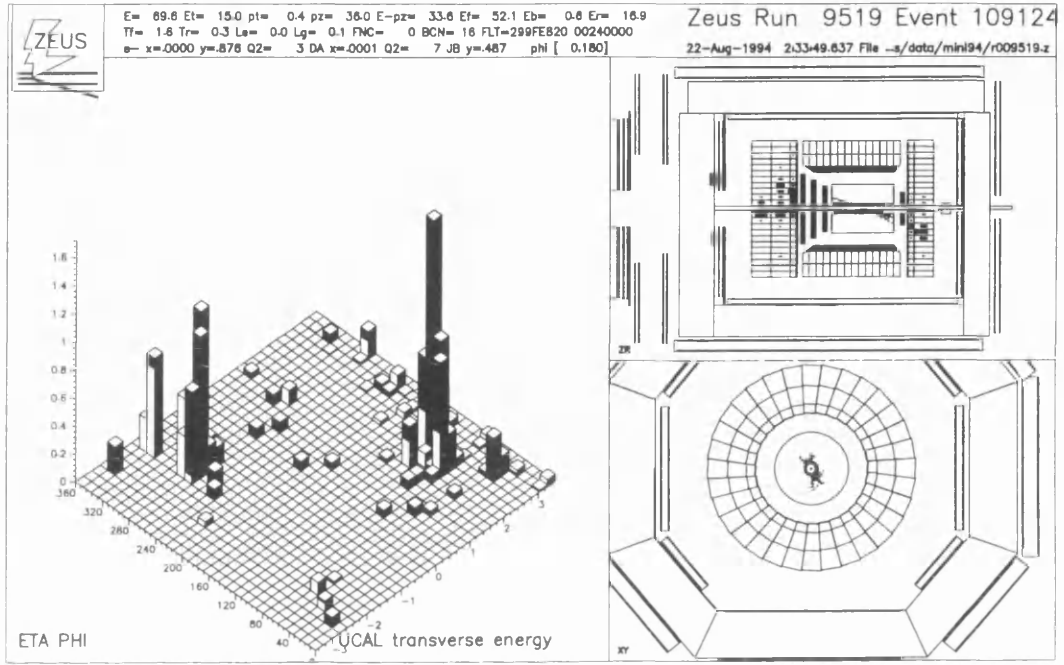 ZEUS
E= 69.6 Et= 15.0 pt= 0.4 pz= 36.0 E-pz= 33.6 Ef= 52.1 Eb= 0.6 Er= 16.9
Tf= 1.6 Tr= 0.3 Le= 0.0 Lg= 0.1 FNC= 0 BCN= 16 FLT=299FE820 00240000
e- x=.0000 y=.876 Q2= 3 DA x=.0001 Q2= 7 JB y=.487 phi [ 0.180]
Zeus Run 9519 Event 109124
22-Aug-1994 2:33:49.637 File ../data/mini94/r009519.z
1.6
1.4
1.2
1
0.8
0.6
0.4
0.2
0
360
320
280
240
200
160
120
80
40
3
2
1
0
-1
-2
-3
ETA PHI
UCAL transverse energy
ZR
XY